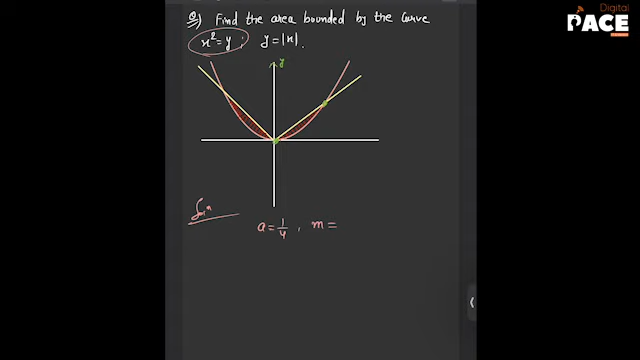 Digital
PACE
Q) Find the area bounded by the curve
x² = y ; y = |x| .
y
Solⁿ
a = 1/4 , m =